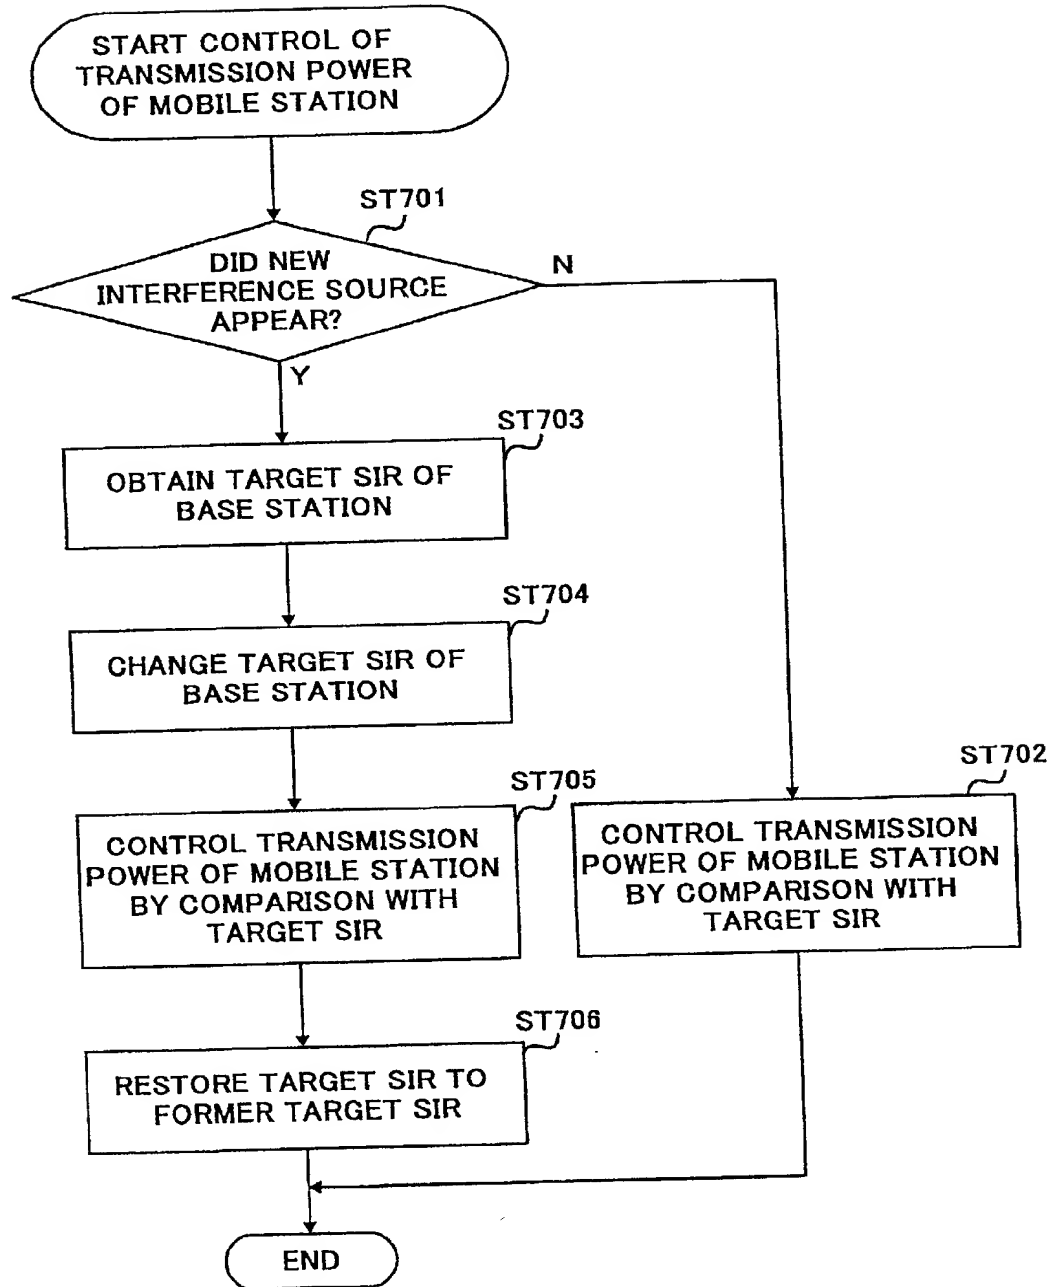 START CONTROL OF
TRANSMISSION POWER
OF MOBILE STATION
ST701
DID NEW
INTERFERENCE SOURCE
APPEAR?
N
Y
ST703
OBTAIN TARGET SIR OF
BASE STATION
ST704
CHANGE TARGET SIR OF
BASE STATION
ST705
CONTROL TRANSMISSION
POWER OF MOBILE STATION
BY COMPARISON WITH
TARGET SIR
ST702
CONTROL TRANSMISSION
POWER OF MOBILE STATION
BY COMPARISON WITH
TARGET SIR
ST706
RESTORE TARGET SIR TO
FORMER TARGET SIR
END